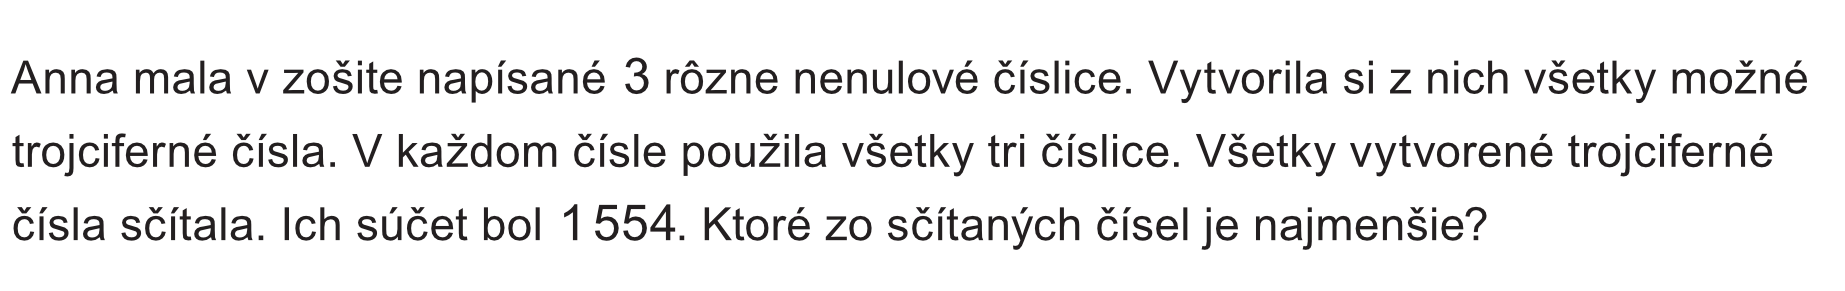 Anna mala v zošite napísané 3 rôzne nenulové číslice. Vytvorila si z nich všetky možné
trojciferné čísla. V každom čísle použila všetky tri číslice. Všetky vytvorené trojciferné
čísla sčítala. Ich súčet bol 1 554. Ktoré zo sčítaných čísel je najmenšie?